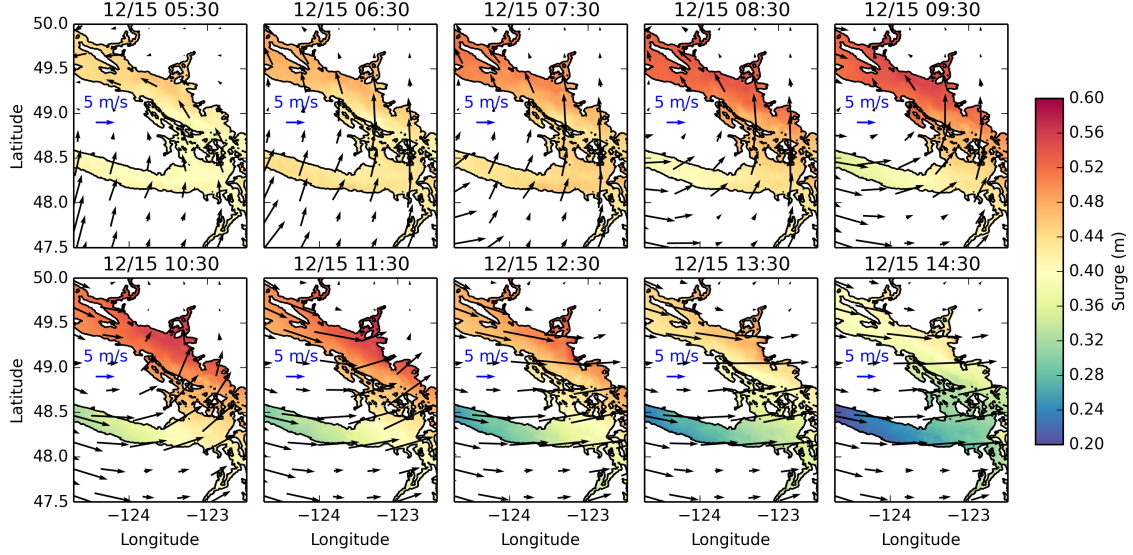 12/15 05:30 12/15 06:30 12/15 07:30 12/15 08:30 12/15 09:30
50.0
49.5
49.0
48.5
48.0
47.5
Latitude
5 m/s 5 m/s 5 m/s 5 m/s 5 m/s
12/15 10:30 12/15 11:30 12/15 12:30 12/15 13:30 12/15 14:30
50.0
49.5
49.0
48.5
48.0
47.5
Latitude
5 m/s 5 m/s 5 m/s 5 m/s 5 m/s
−124 −123 −124 −123 −124 −123 −124 −123 −124 −123
Longitude Longitude Longitude Longitude Longitude
0.60
0.56
0.52
0.48
0.44
0.40
0.36
0.32
0.28
0.24
0.20
Surge (m)